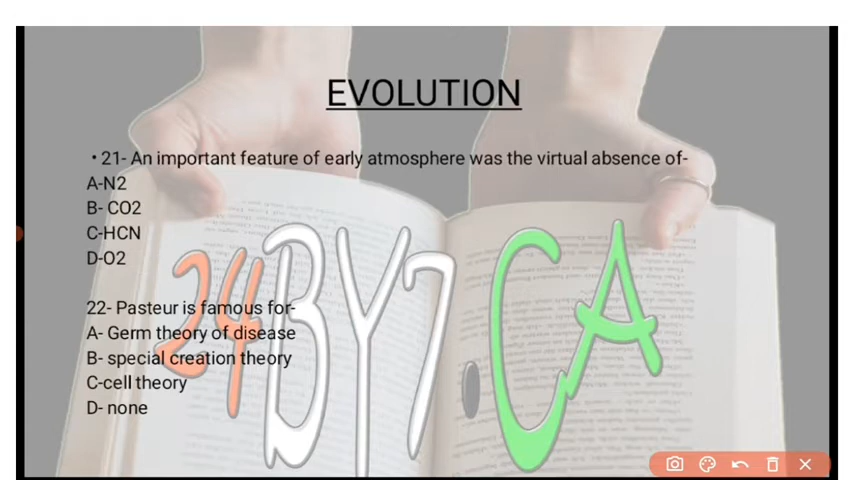 EVOLUTION
• 21- An important feature of early atmosphere was the virtual absence of-
A-N2
B- CO2
C-HCN
D-O2
22- Pasteur is famous for-
A- Germ theory of disease
B- special creation theory
C-cell theory
D- none
24BY7.CA